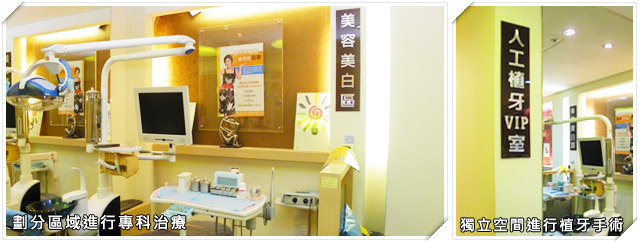 美容美白區
劃分區域進行專科治療
人工植牙VIP室
獨立空間進行植牙手術